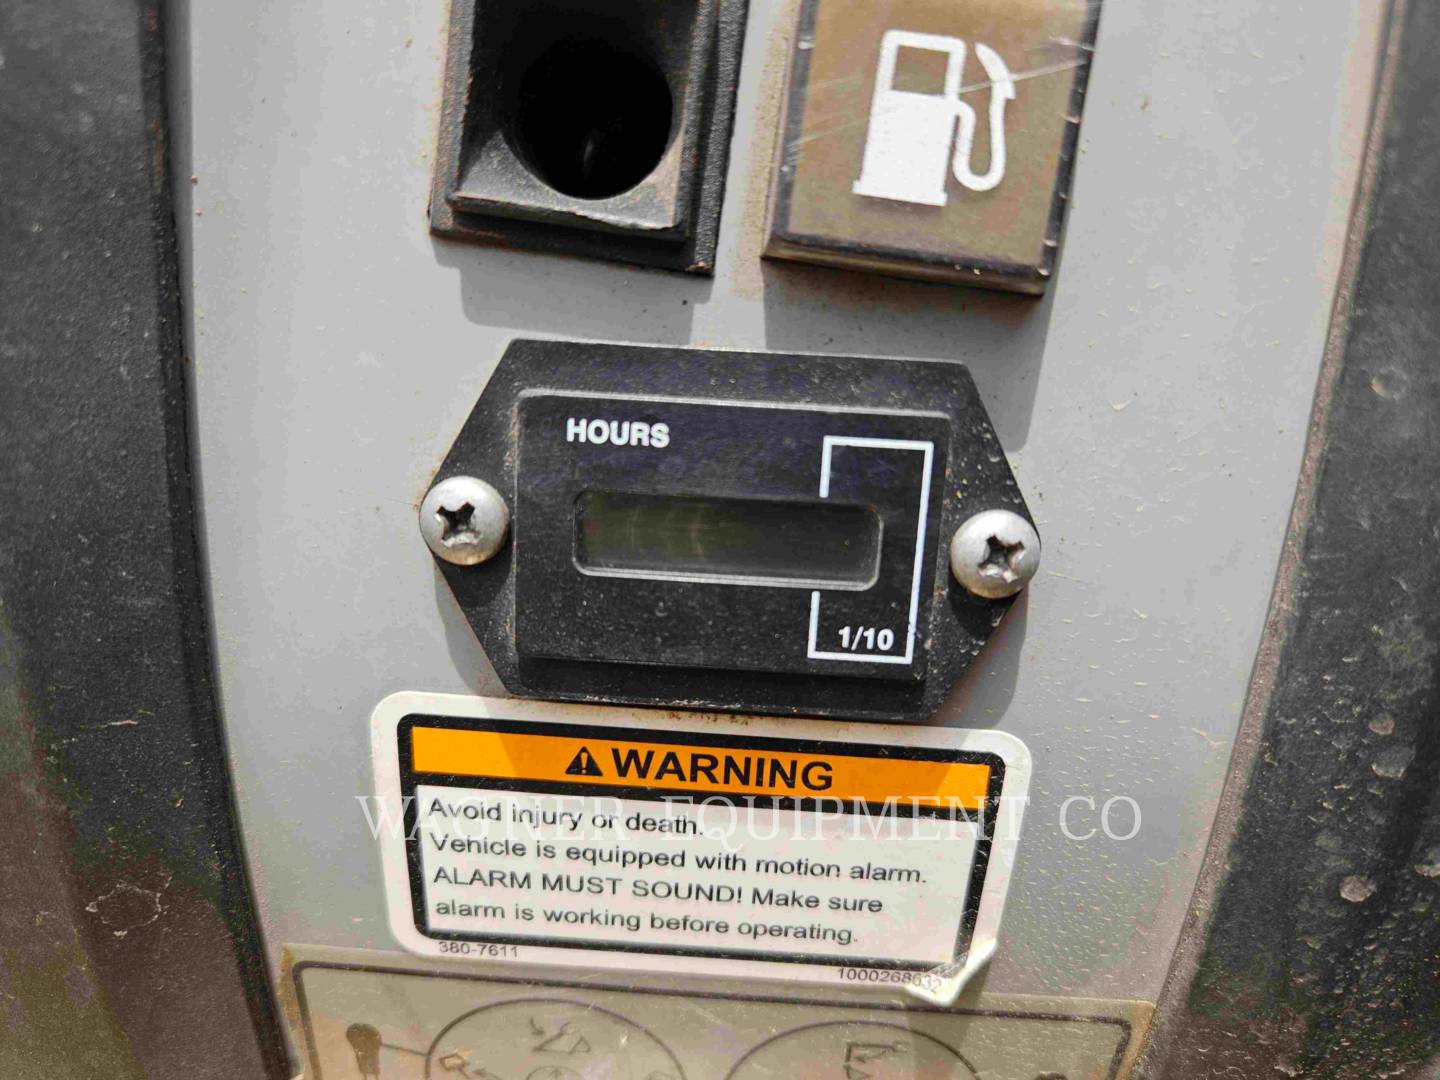 HOURS
1/10
WARNING
Avoid injury or death.
Vehicle is equipped with motion alarm.
ALARM MUST SOUND! Make sure
alarm is working before operating.
380-7611
1000268632
WAGNER EQUIPMENT CO